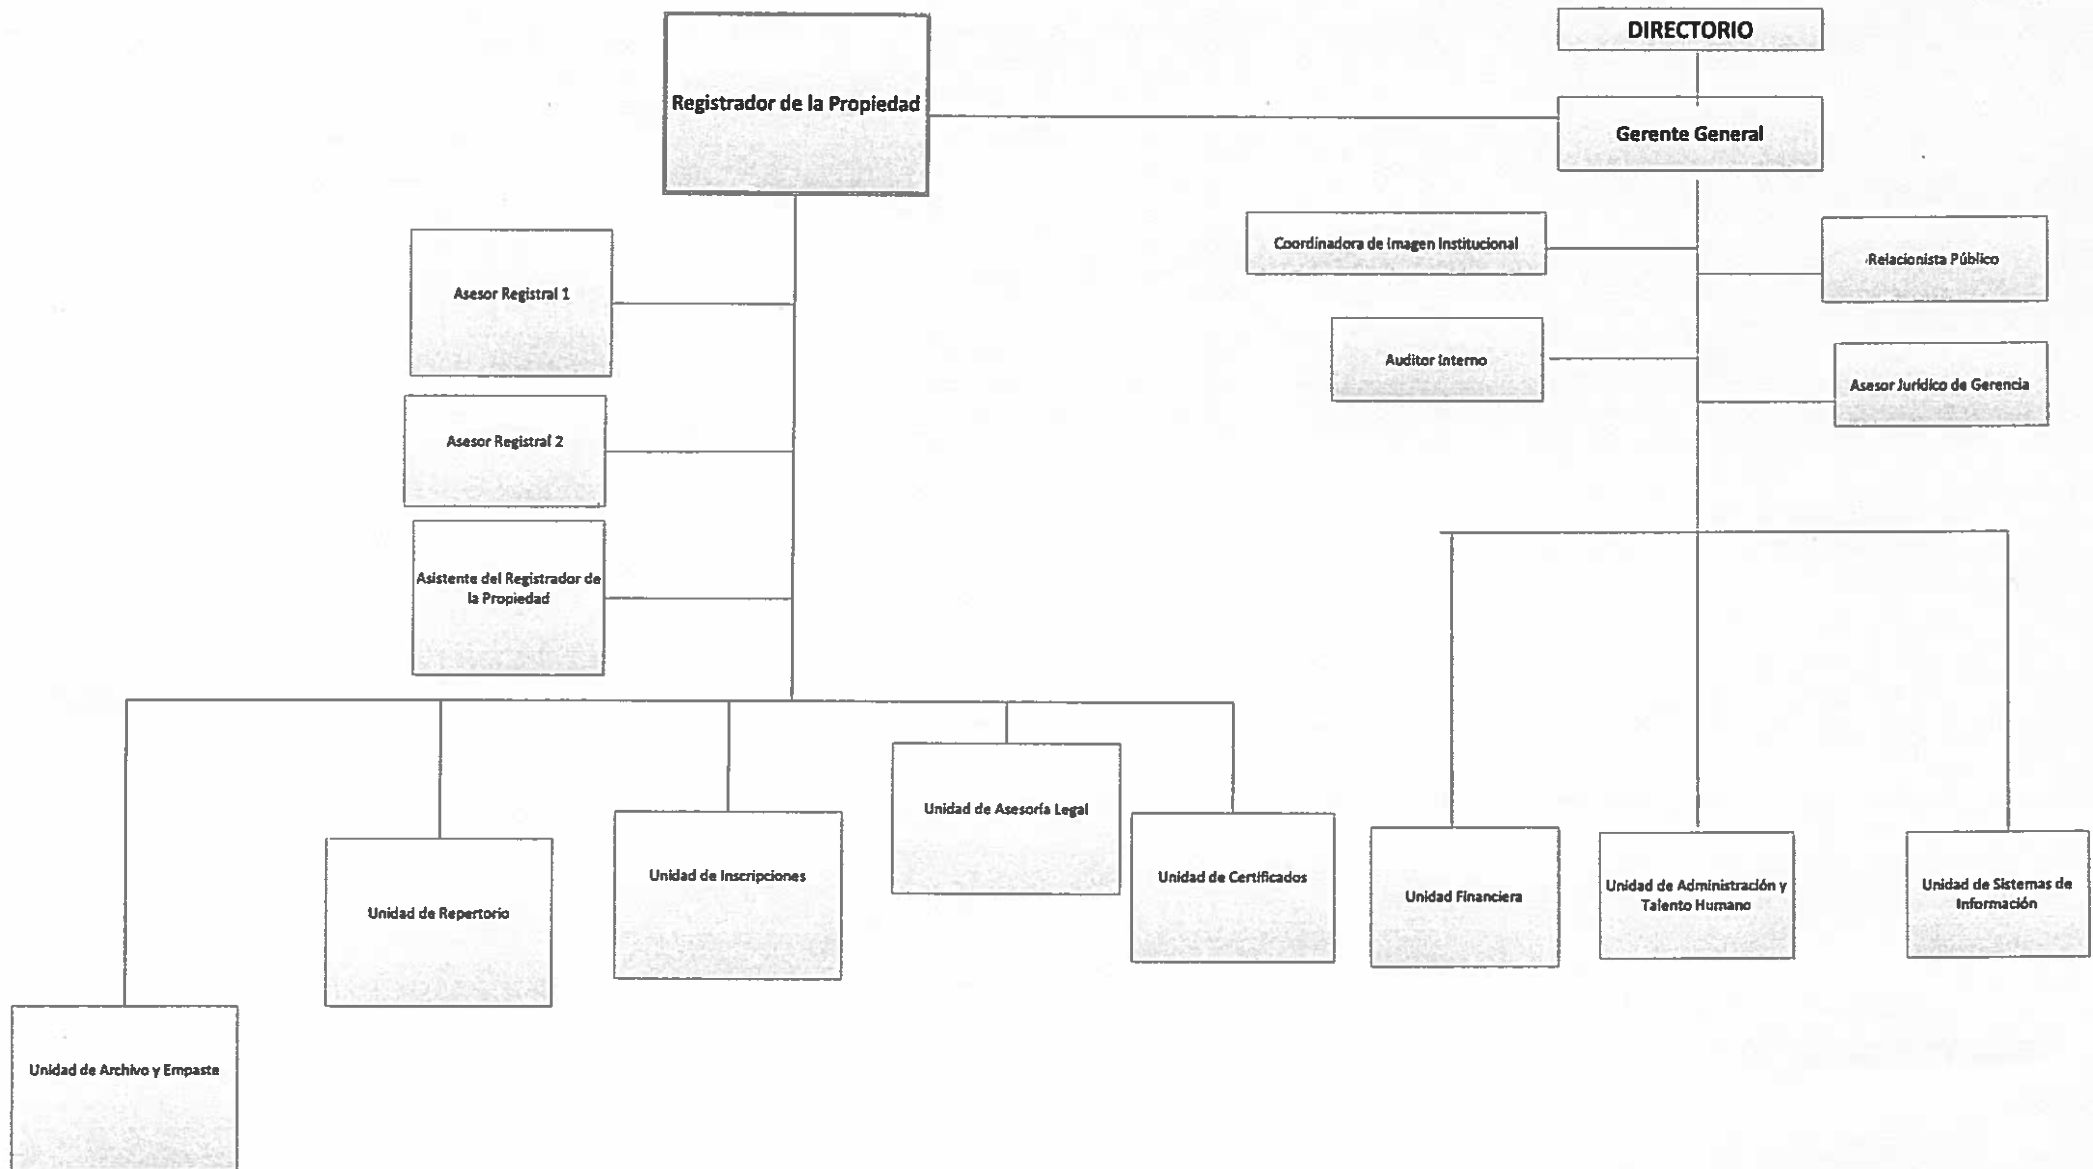 DIRECTORIO
Registrador de la Propiedad
Gerente General
Coordinadora de Imagen Institucional
Relacionista Público
Asesor Registral 1
Auditor Interno
Asesor Jurídico de Gerencia
Asesor Registral 2
Asistente del Registrador de
la Propiedad
Unidad de Archivo y Empaste
Unidad de Repertorio
Unidad de Inscripciones
Unidad de Asesoría Legal
Unidad de Certificados
Unidad Financiera
Unidad de Administración y
Talento Humano
Unidad de Sistemas de
Información